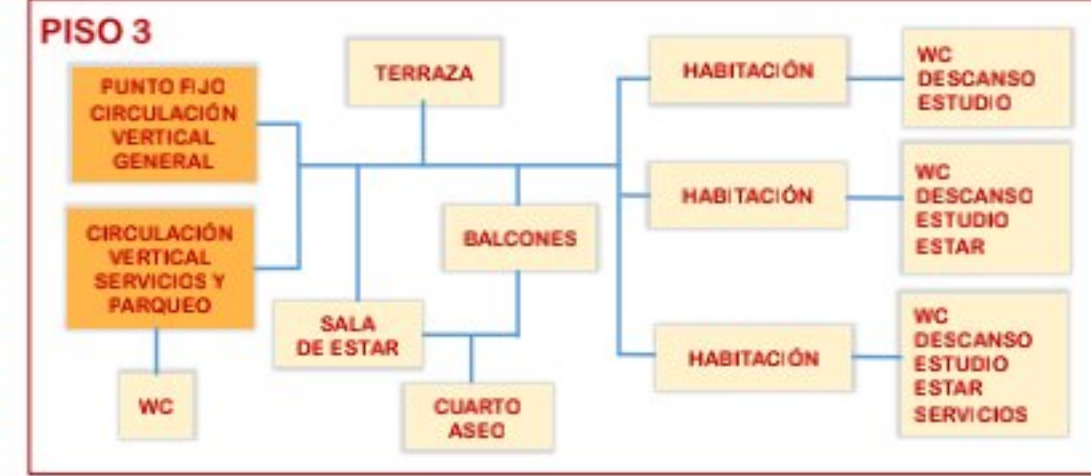 PISO 3
PUNTO FIJO
CIRCULACIÓN
VERTICAL
GENERAL
CIRCULACIÓN
VERTICAL
SERVICIOS Y
PARQUEO
WC
TERRAZA
SALA
DE ESTAR
BALCONES
CUARTO
ASEO
HABITACIÓN
WC
DESCANSO
ESTUDIO
HABITACIÓN
WC
DESCANSO
ESTUDIO
ESTAR
HABITACIÓN
WC
DESCANSO
ESTUDIO
ESTAR
SERVICIOS